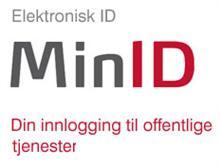 Elektronisk ID
MinID
Din innlogging til offentlige
tjenester